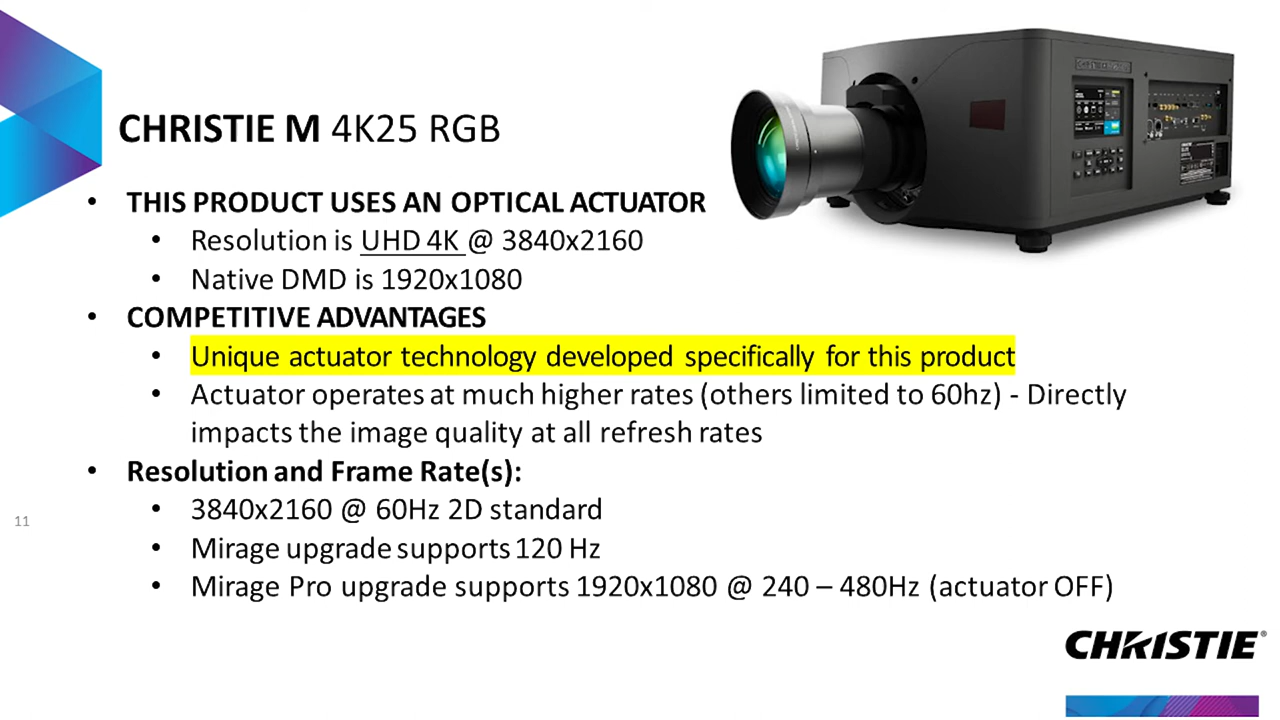 CHRISTIE M 4K25 RGB
• THIS PRODUCT USES AN OPTICAL ACTUATOR
• Resolution is UHD 4K @ 3840x2160
• Native DMD is 1920x1080
• COMPETITIVE ADVANTAGES
• Unique actuator technology developed specifically for this product
• Actuator operates at much higher rates (others limited to 60hz) - Directly
impacts the image quality at all refresh rates
• Resolution and Frame Rate(s):
• 3840x2160 @ 60Hz 2D standard
• Mirage upgrade supports 120 Hz
• Mirage Pro upgrade supports 1920x1080 @ 240 – 480Hz (actuator OFF)
11
CHRISTIE®